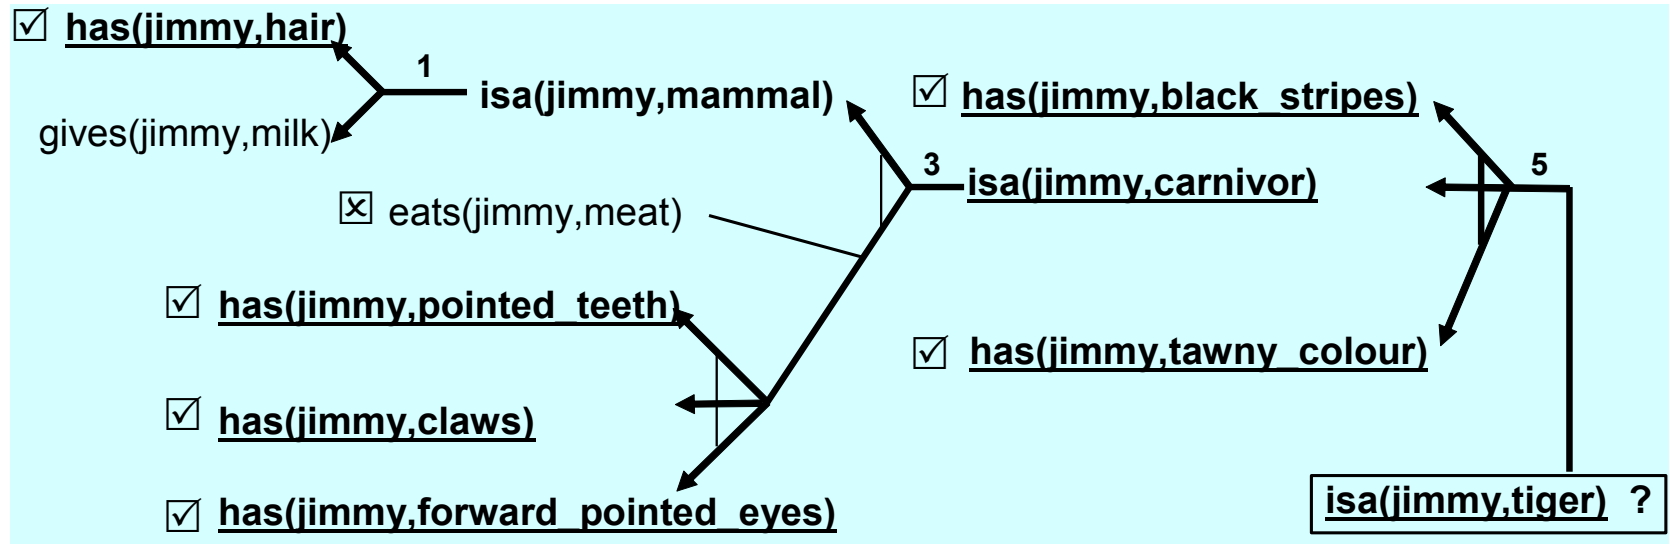 ☑ has(jimmy,hair)
1
isa(jimmy,mammal)
gives(jimmy,milk)
☑ has(jimmy,black_stripes)
3
5
isa(jimmy,carnivor)
☒ eats(jimmy,meat)
☑ has(jimmy,pointed_teeth)
☑ has(jimmy,tawny_colour)
☑ has(jimmy,claws)
☑ has(jimmy,forward_pointed_eyes)
isa(jimmy,tiger) ?